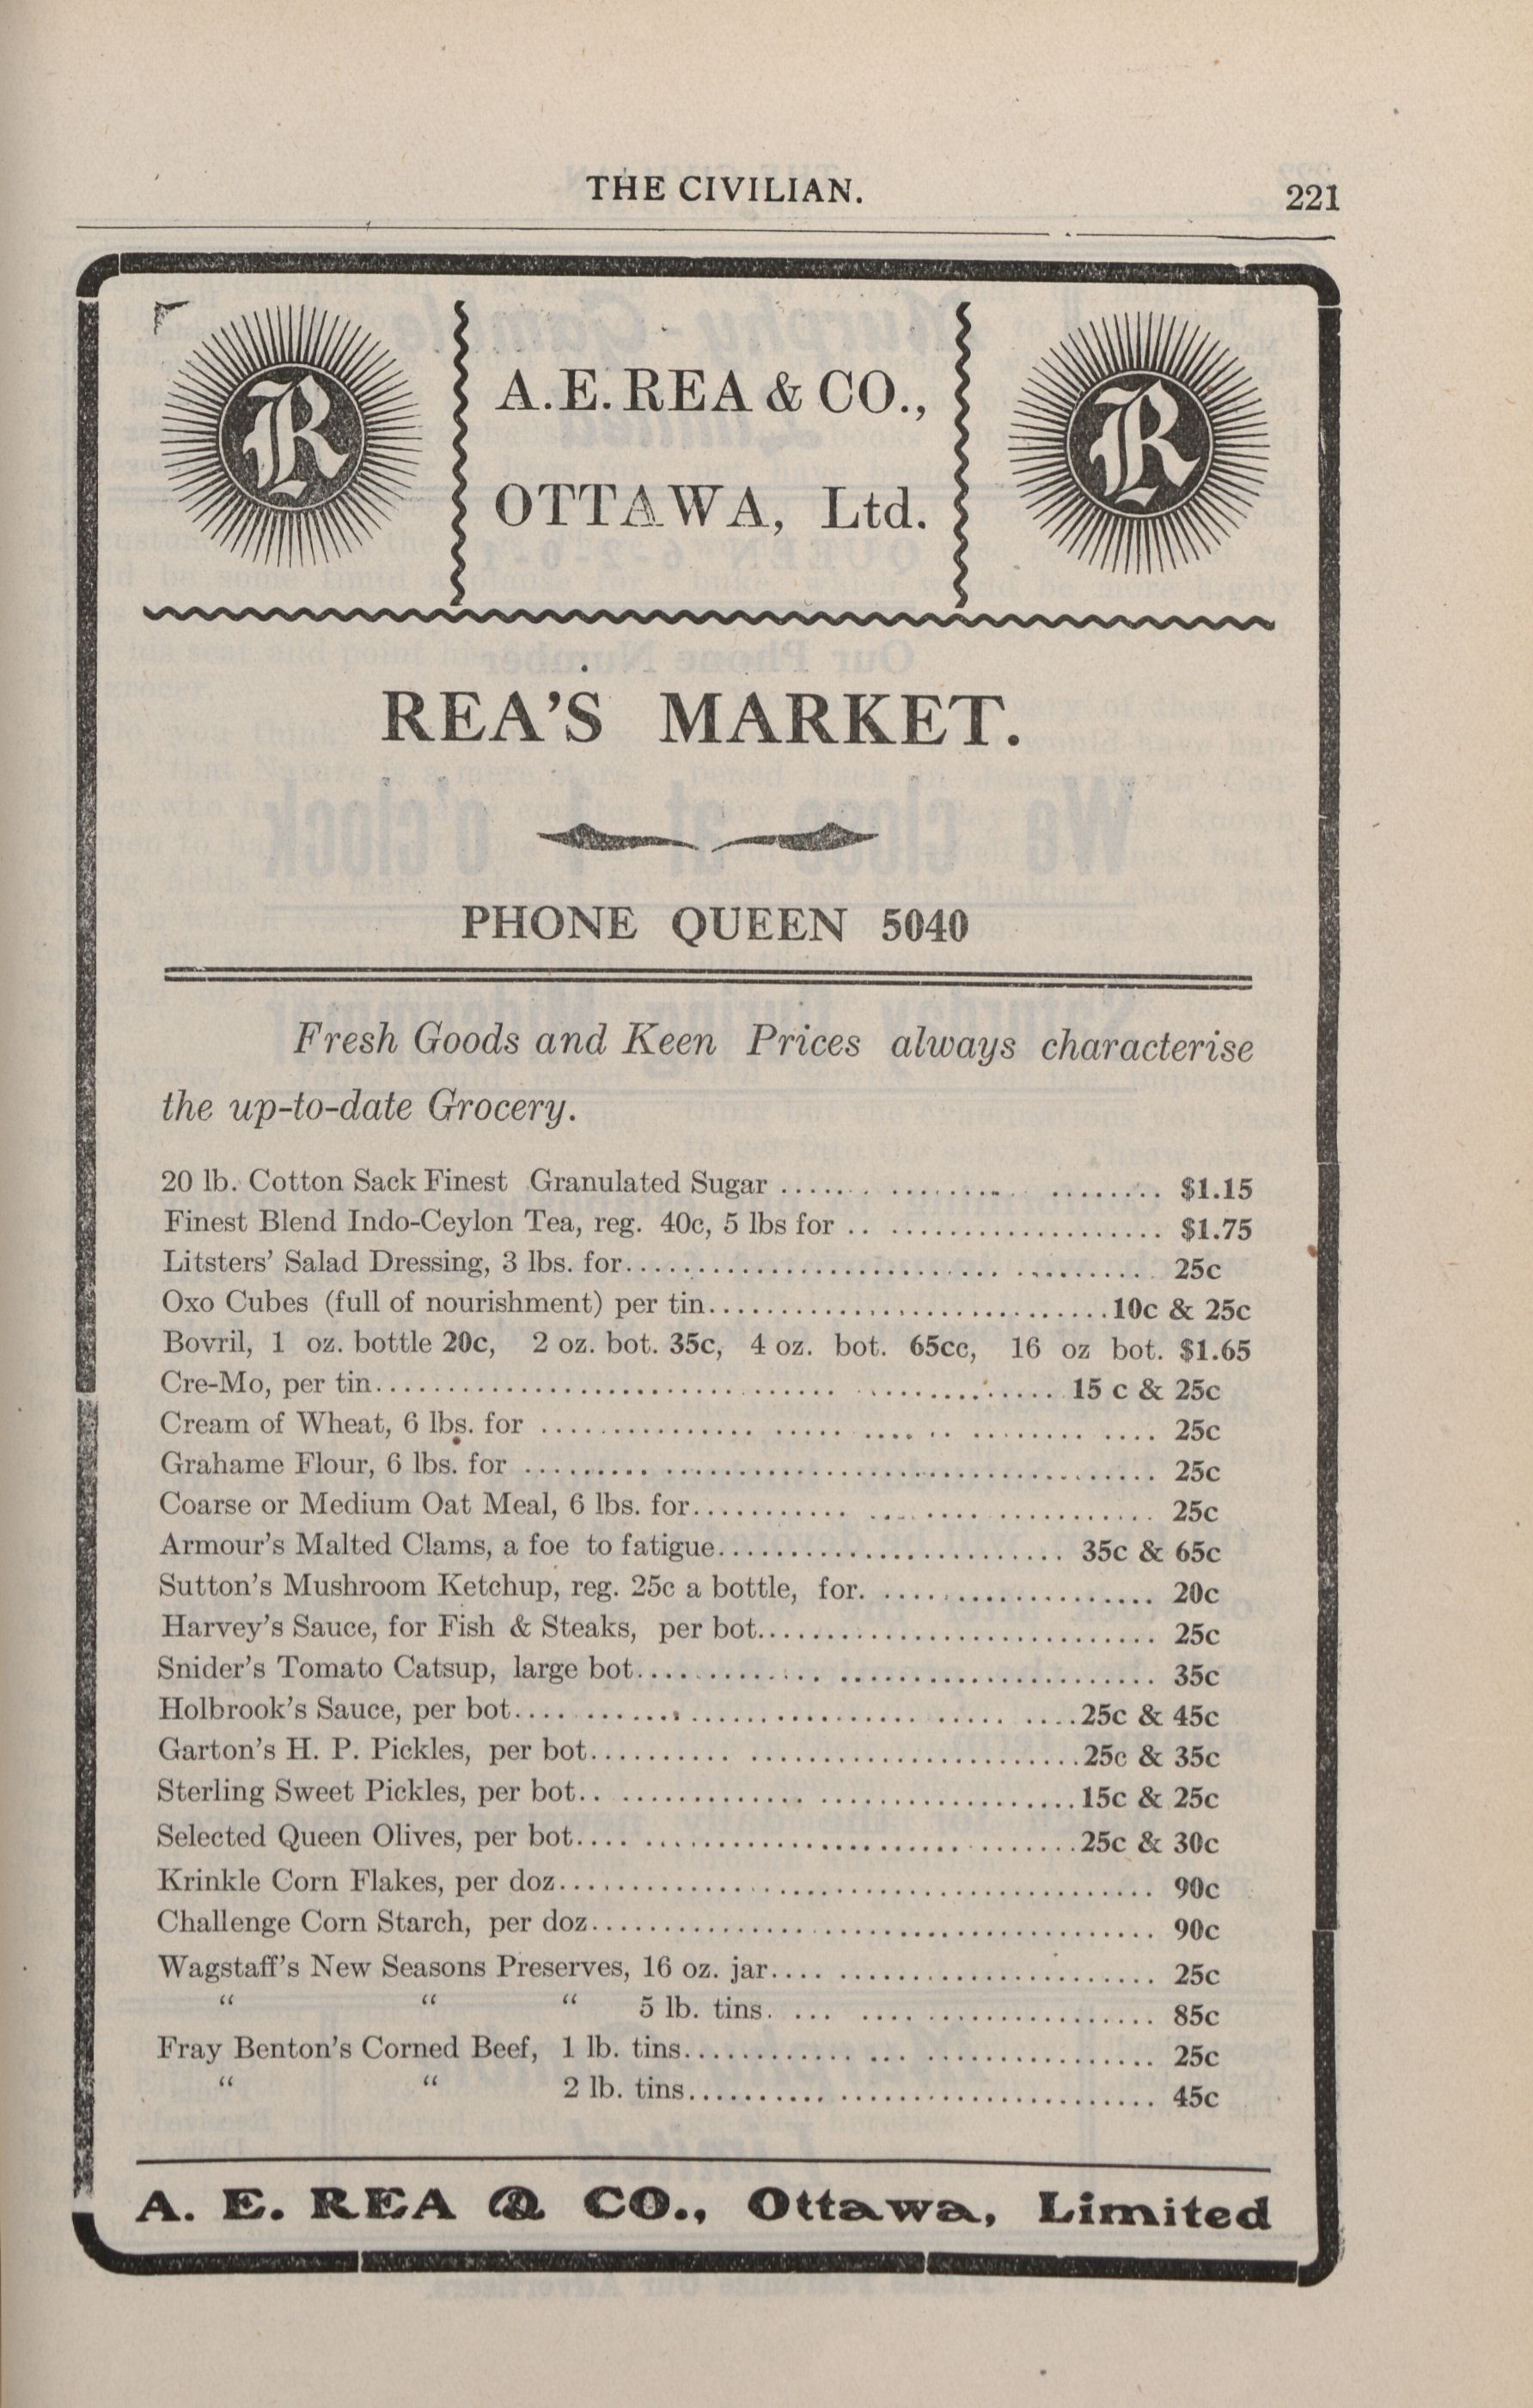 THE CIVILIAN.
221
R
A. E. REA & CO.,
OTTAWA, Ltd.
R
REA'S MARKET.
PHONE QUEEN 5040
Fresh Goods and Keen Prices always characterise
the up-to-date Grocery.
20 lb. Cotton Sack Finest Granulated Sugar ........................ $1.15
Finest Blend Indo-Ceylon Tea, reg. 40c, 5 lbs for ..................... $1.75
Litsters' Salad Dressing, 3 lbs. for.................................... 25c
Oxo Cubes (full of nourishment) per tin............................10c & 25c
Bovril, 1 oz. bottle 20c, 2 oz. bot. 35c, 4 oz. bot. 65cc, 16 oz bot. $1.65
Cre-Mo, per tin............................................... 15 c & 25c
Cream of Wheat, 6 lbs. for ........................................ 25c
Grahame Flour, 6 lbs. for ........................................... 25c
Coarse or Medium Oat Meal, 6 lbs. for.............................. 25c
Armour's Malted Clams, a foe to fatigue........................ 35c & 65c
Sutton's Mushroom Ketchup, reg. 25c a bottle, for. ................... 20c
Harvey's Sauce, for Fish & Steaks, per bot............................ 25c
Snider's Tomato Catsup, large bot................................... 35c
Holbrook's Sauce, per bot.....................................25c & 45c
Garton's H. P. Pickles, per bot.................................25c & 35c
Sterling Sweet Pickles, per bot.. ................................15c & 25c
Selected Queen Olives, per bot..................................25c & 30c
Krinkle Corn Flakes, per doz......................................... 90c
Challenge Corn Starch, per doz....................................... 90c
Wagstaff's New Seasons Preserves, 16 oz. jar.......................... 25c
“ “ “ 5 lb. tins. ....................... 85c
Fray Benton's Corned Beef, 1 lb. tins............................... 25c
“ “ 2 lb. tins................................ 45c
A. E. REA & CO., Ottawa, Limited